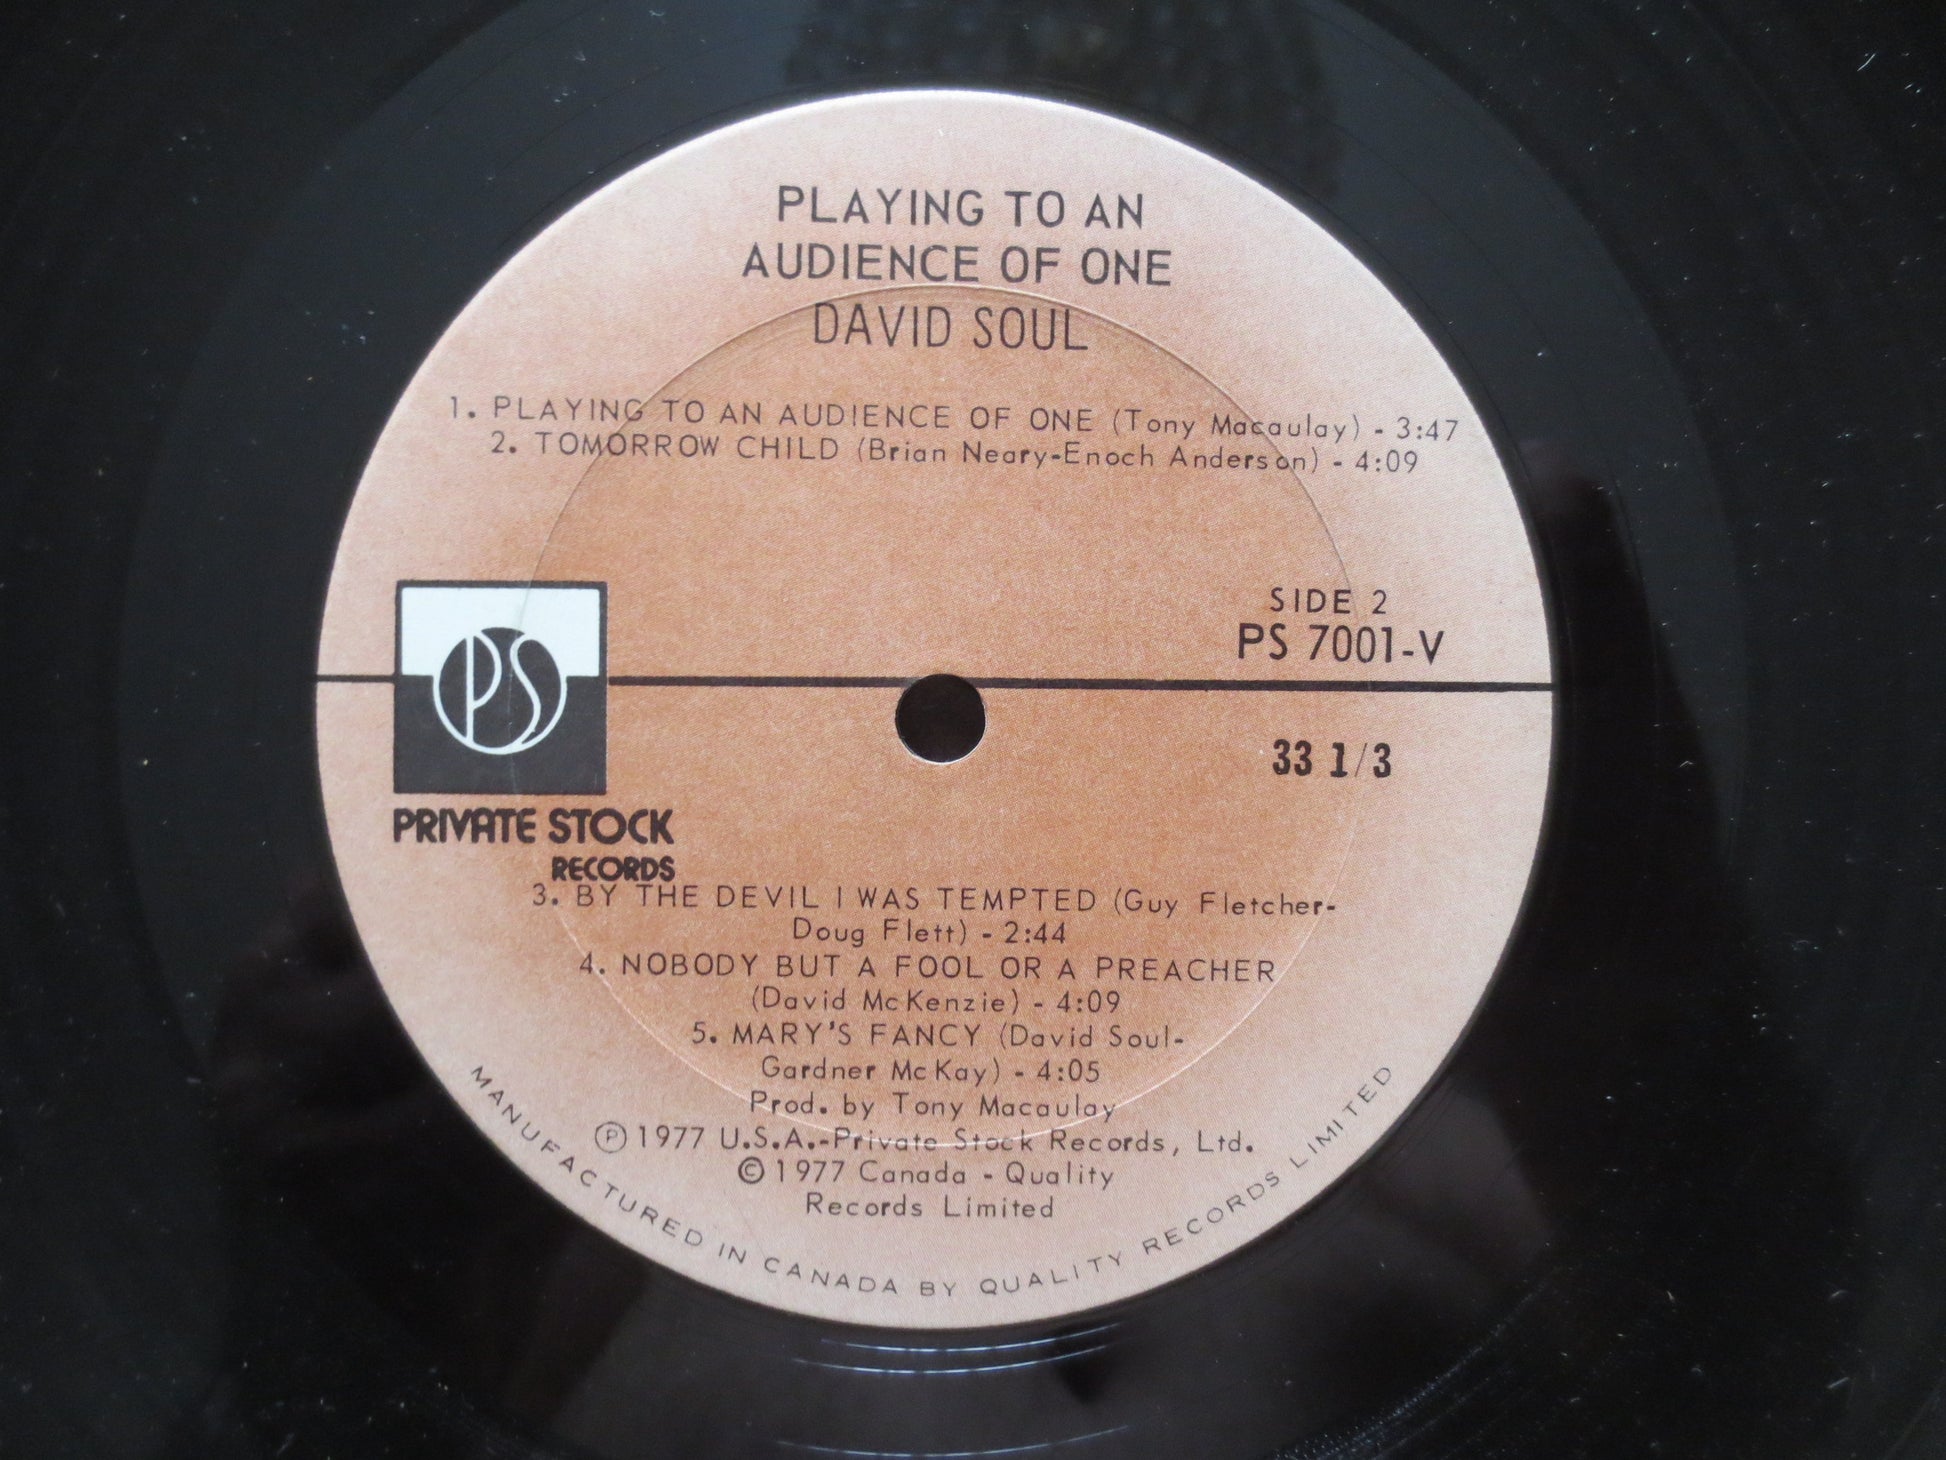 PLAYING TO AN
AUDIENCE OF ONE
DAVID SOUL
1. PLAYING TO AN AUDIENCE OF ONE (Tony Macaulay) - 3:47
2. TOMORROW CHILD (Brian Neary-Enoch Anderson) - 4:09
SIDE 2
PS 7001-V
PS
33 1/3
PRIVATE STOCK
RECORDS
3. BY THE DEVIL I WAS TEMPTED (Guy Fletcher-
Doug Flett) - 2:44
4. NOBODY BUT A FOOL OR A PREACHER
(David McKenzie) - 4:09
5. MARY'S FANCY (David Soul-
Gardner McKay) - 4:05
Prod. by Tony Macaulay
Ⓟ 1977 U.S.A.-Private Stock Records, Ltd.
© 1977 Canada - Quality
Records Limited
MANUFACTURED IN CANADA BY QUALITY RECORDS LIMITED